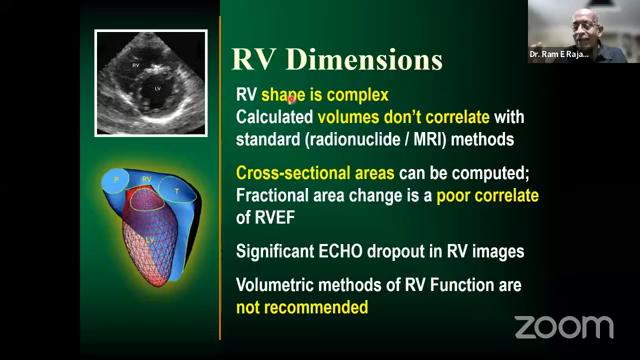 RV Dimensions
RV shape is complex
Calculated volumes don't correlate with
standard (radionuclide / MRI) methods
Cross-sectional areas can be computed;
Fractional area change is a poor correlate
of RVEF
Significant ECHO dropout in RV images
Volumetric methods of RV Function are
not recommended
RV
LV
P
RV
T
LV
Dr. Ram E Raja...
zoom